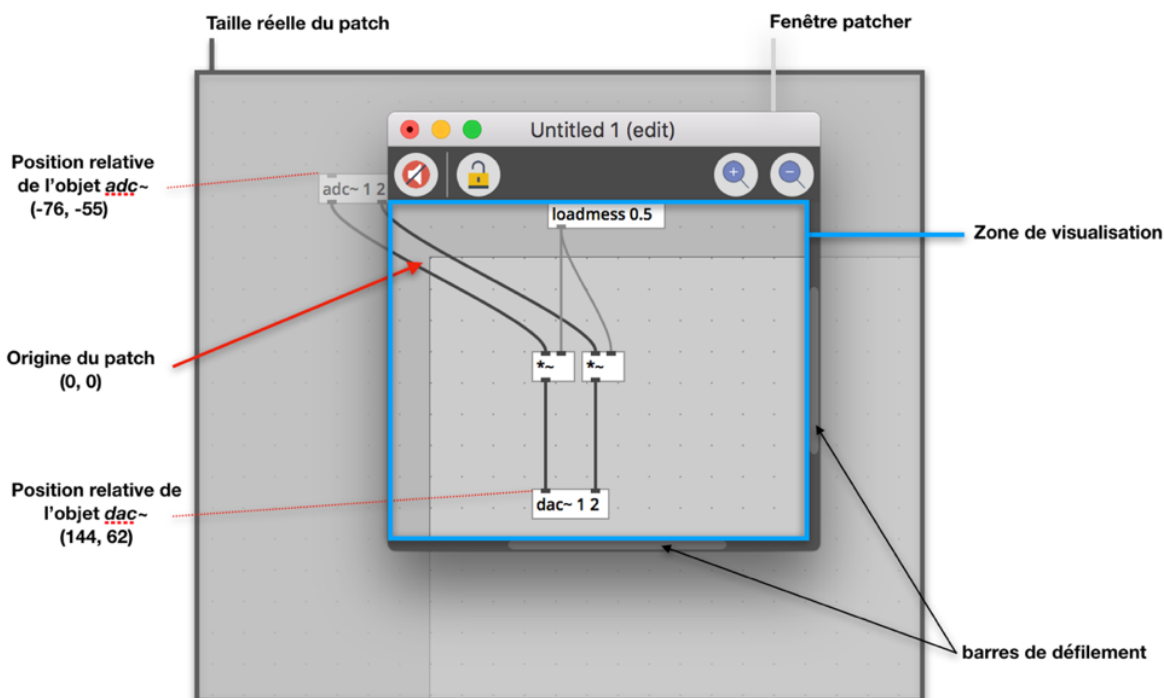 Taille réelle du patch
Fenêtre patcher
Untitled 1 (edit)
Position relative
de l'objet adc~
(-76, -55)
adc~ 1 2
loadmess 0.5
Zone de visualisation
Origine du patch
(0, 0)
*~
*~
Position relative de
l'objet dac~
(144, 62)
dac~ 1 2
barres de défilement